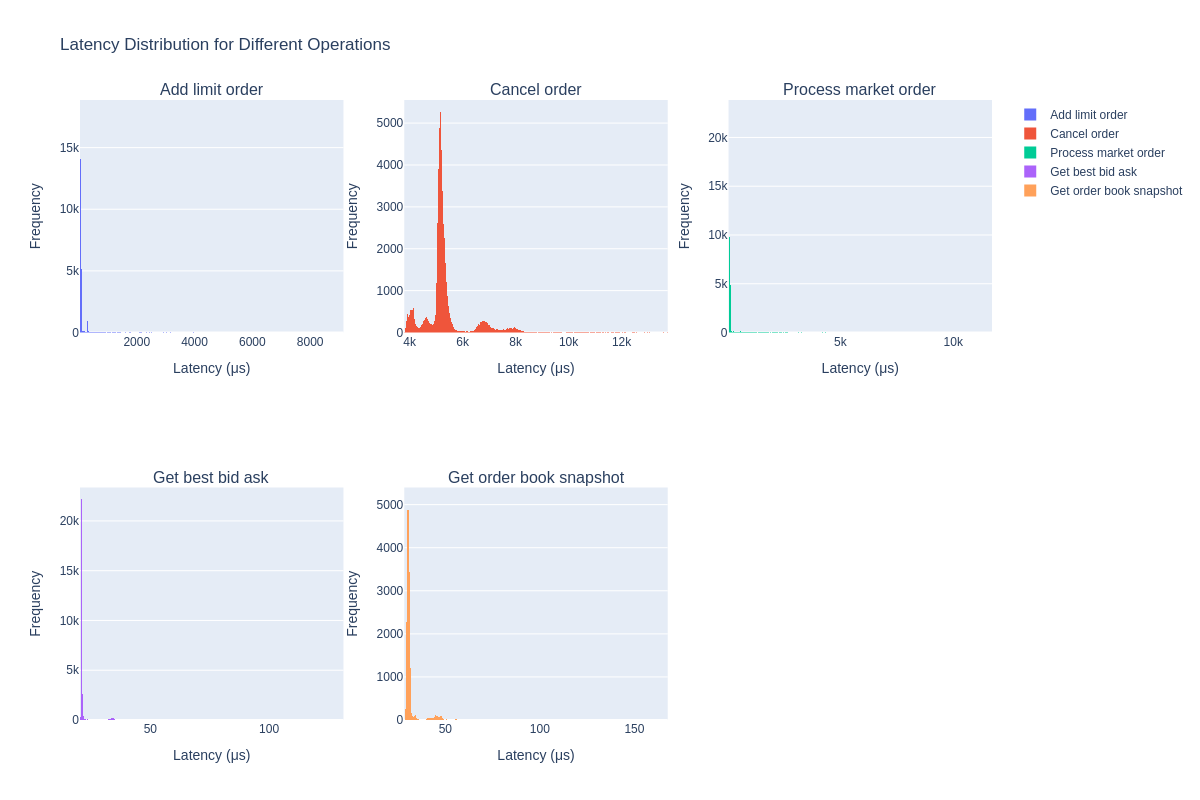 Latency Distribution for Different Operations
Add limit order
Cancel order
Process market order
Frequency
15k
10k
5k
0
2000
4000
6000
8000
Latency (μs)
Frequency
5000
4000
3000
2000
1000
0
4k
6k
8k
10k
12k
Latency (μs)
Frequency
20k
15k
10k
5k
0
5k
10k
Latency (μs)
Add limit order
Cancel order
Process market order
Get best bid ask
Get order book snapshot
Get best bid ask
Get order book snapshot
Frequency
20k
15k
10k
5k
0
50
100
Latency (μs)
Frequency
5000
4000
3000
2000
1000
0
50
100
150
Latency (μs)